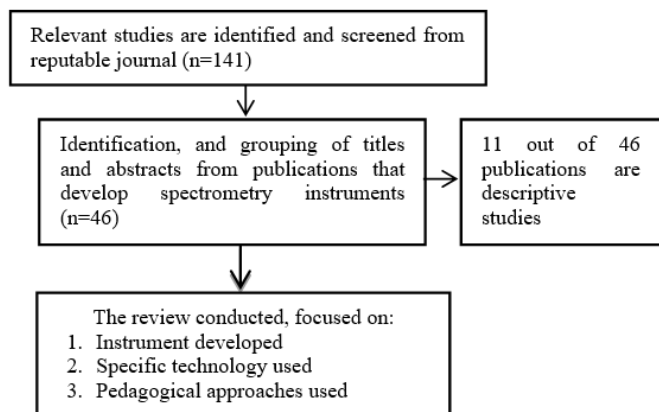 Relevant studies are identified and screened from
reputable journal (n=141)
Identification, and grouping of titles
and abstracts from publications that
develop spectrometry instruments
(n=46)
11 out of 46
publications are
descriptive
studies
The review conducted, focused on:
1. Instrument developed
2. Specific technology used
3. Pedagogical approaches used